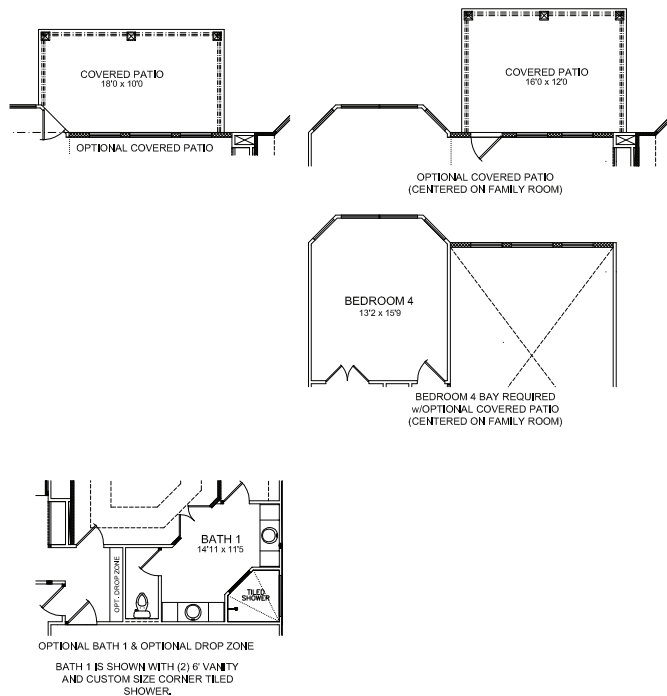 COVERED PATIO
18'0 x 10'0
OPTIONAL COVERED PATIO
COVERED PATIO
16'0 x 12'0
OPTIONAL COVERED PATIO
(CENTERED ON FAMILY ROOM)
BEDROOM 4
13'2 x 15'9
BEDROOM 4 BAY REQUIRED
w/OPTIONAL COVERED PATIO
(CENTERED ON FAMILY ROOM)
BATH 1
14'11 x 11'5
OPT. DROP ZONE
TILED
SHOWER
OPTIONAL BATH 1 & OPTIONAL DROP ZONE
BATH 1 IS SHOWN WITH (2) 6' VANITY
AND CUSTOM SIZE CORNER TILED
SHOWER.